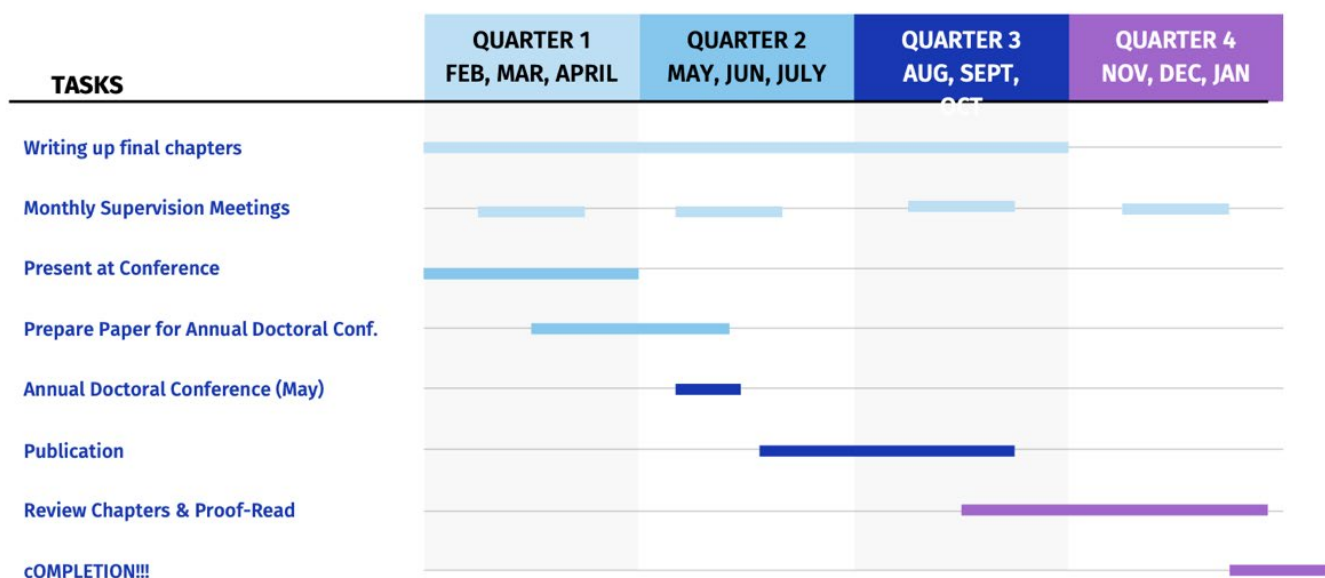 QUARTER 1
FEB, MAR, APRIL
QUARTER 2
MAY, JUN, JULY
QUARTER 3
AUG, SEPT,
OCT
QUARTER 4
NOV, DEC, JAN
TASKS
Writing up final chapters
Monthly Supervision Meetings
Present at Conference
Prepare Paper for Annual Doctoral Conf.
Annual Doctoral Conference (May)
Publication
Review Chapters & Proof-Read
cOMPLETION!!!